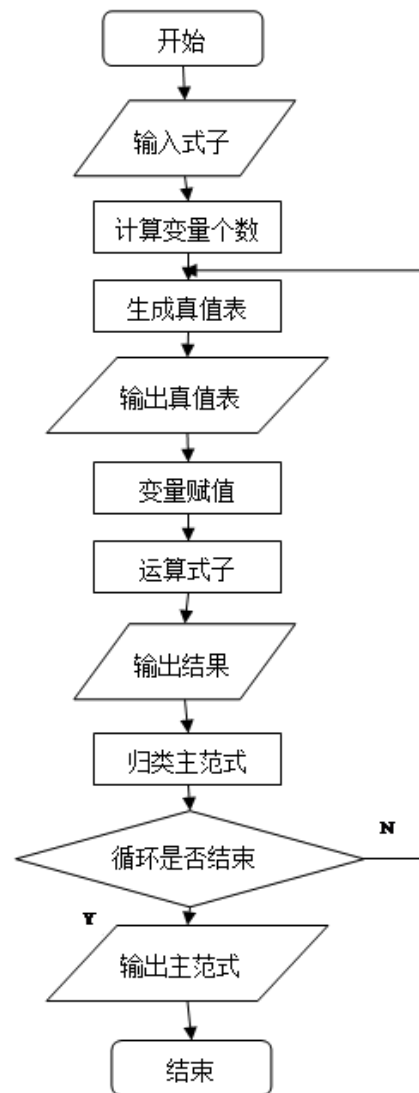 开始
输入式子
计算变量个数
生成真值表
输出真值表
变量赋值
运算式子
输出结果
归类主范式
循环是否结束
N
Y
输出主范式
结束